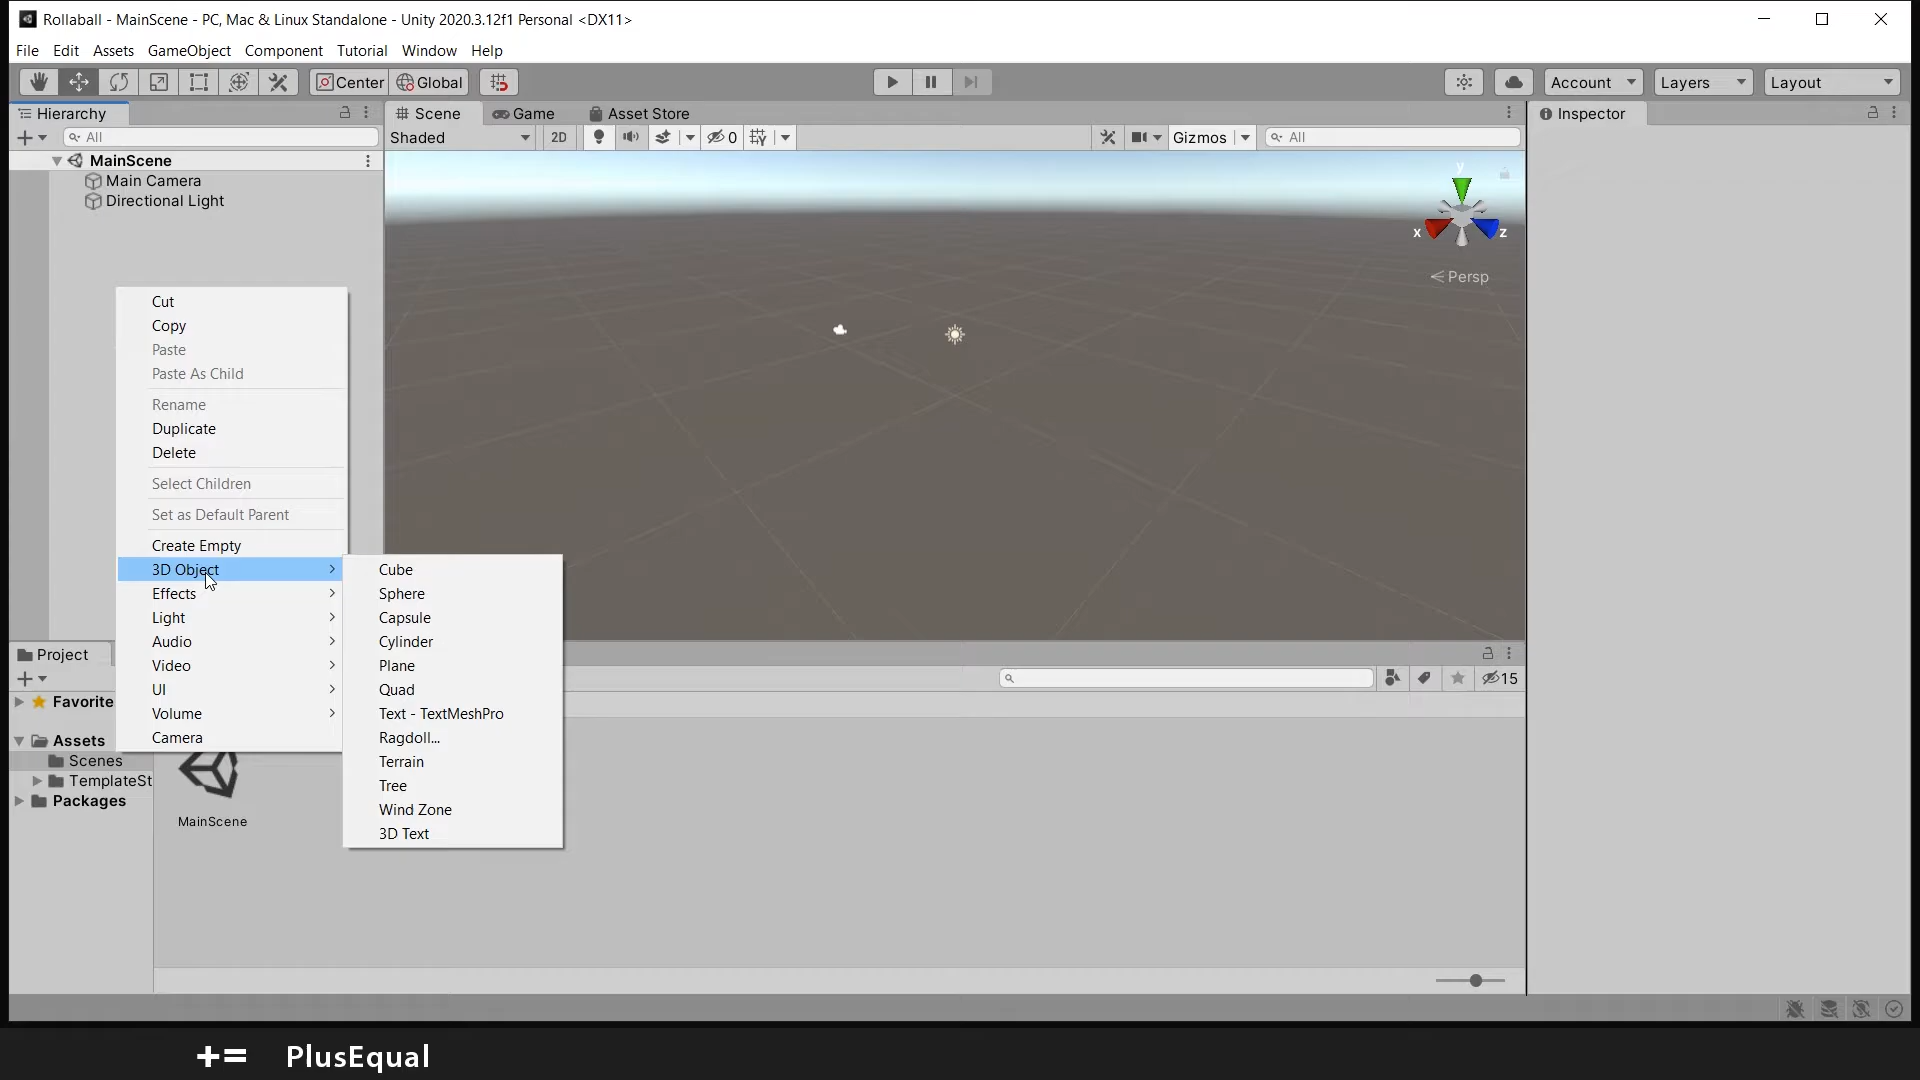 Rollaball - MainScene - PC, Mac & Linux Standalone - Unity 2020.3.12f1 Personal <DX11>
File Edit Assets GameObject Component Tutorial Window Help
Center Global Account Layers Layout
Hierarchy
Scene Game Asset Store
Inspector
All
Shaded 2D 0 Gizmos All
MainScene
Main Camera
Directional Light
y
x z
Persp
Cut
Copy
Paste
Paste As Child
Rename
Duplicate
Delete
Select Children
Set as Default Parent
Create Empty
3D Object
Effects
Light
Audio
Video
UI
Volume
Camera
Cube
Sphere
Capsule
Cylinder
Plane
Quad
Text - TextMeshPro
Ragdoll...
Terrain
Tree
Wind Zone
3D Text
Project
15
Favorite
Assets
Scenes
TemplateSt
Packages
MainScene
+= PlusEqual